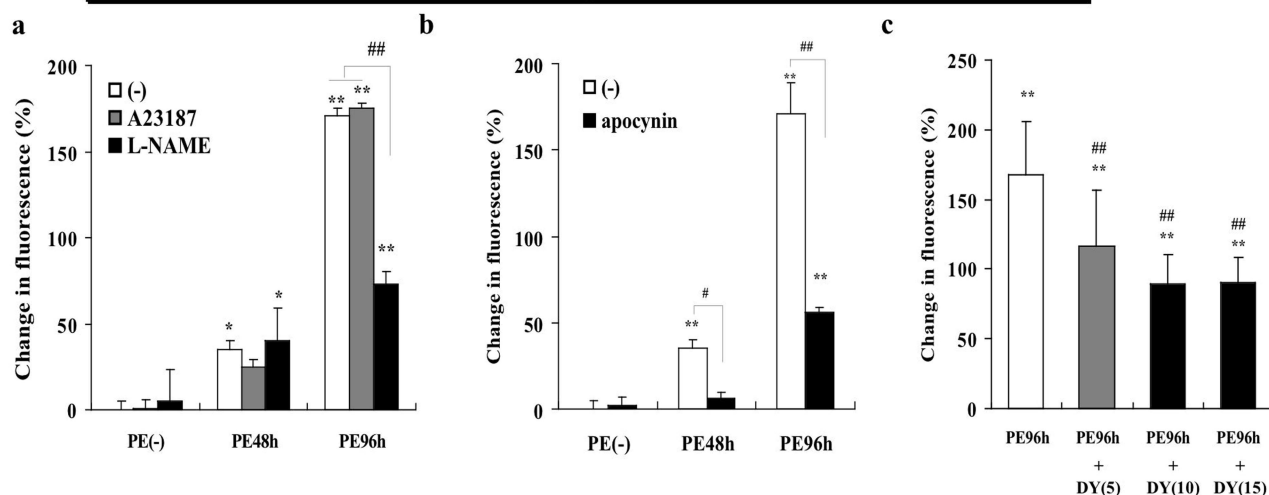 a
Change in fluorescence (%)
200
150
100
50
0
(-)
A23187
L-NAME
*
*
**
**
**
##
PE(-) PE48h PE96h
b
200
150
100
50
0
(-)
apocynin
**
#
**
**
##
PE(-) PE48h PE96h
c
Change in fluorescence (%)
250
200
150
100
50
0
**
##
**
##
**
##
**
PE96h PE96h PE96h PE96h
+ + +
DY(5) DY(10) DY(15)
Change in fluorescence (%)